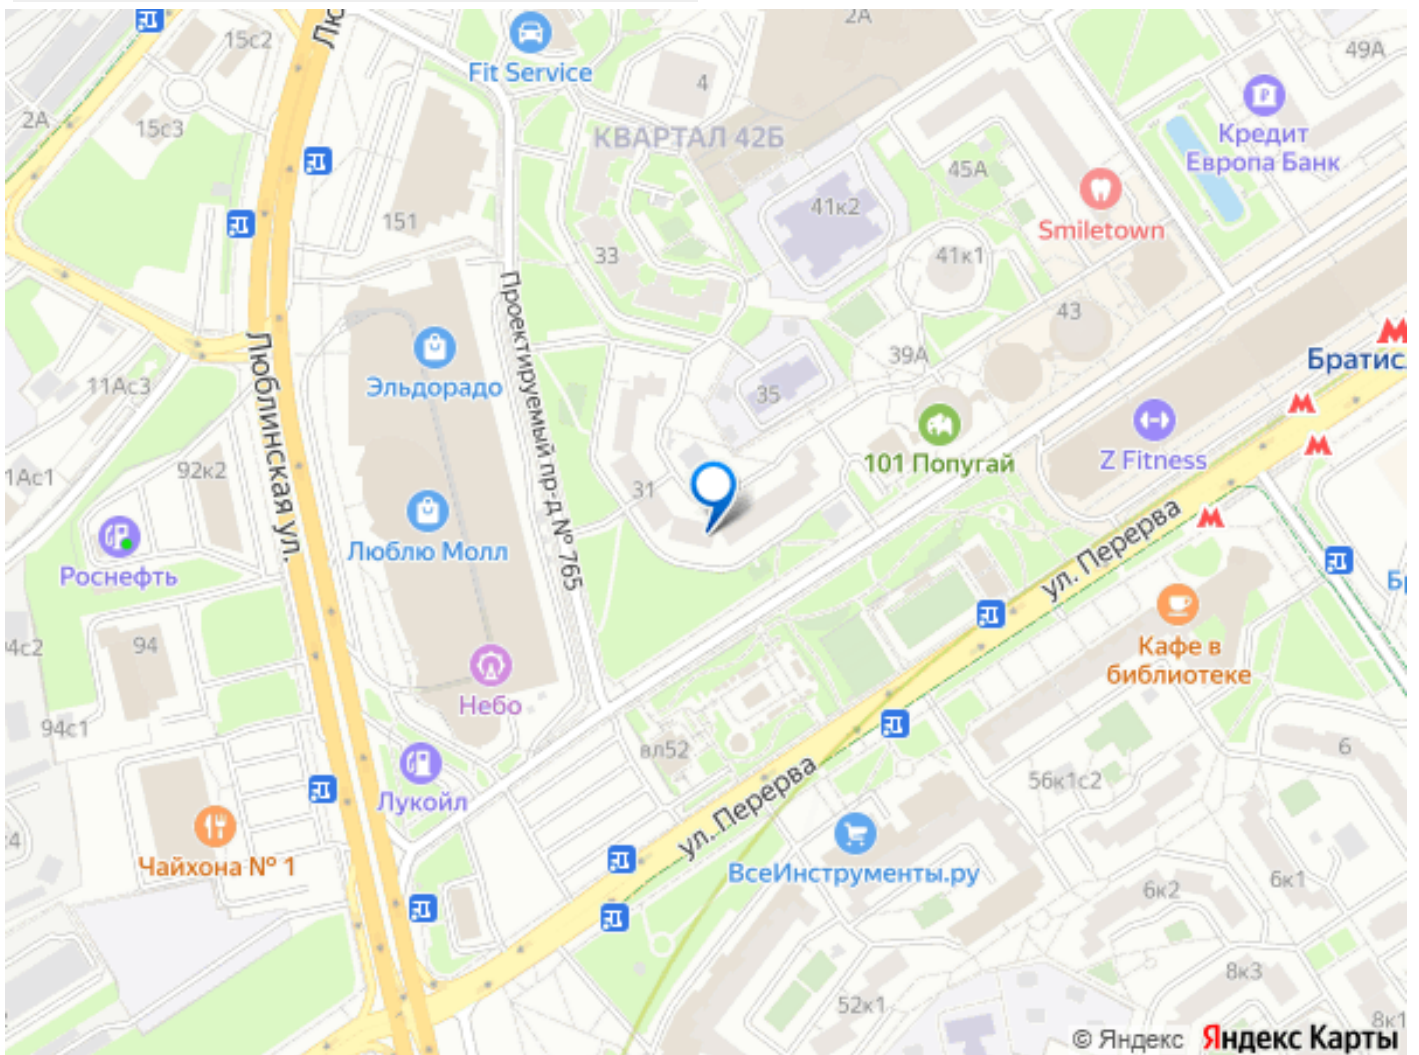 2А
49А
15с2
Лю
Fit Service
4
2А
15с3
КВАРТАЛ 42Б
Кредит
Европа Банк
45А
41к2
151
Smiletown
33
41к1
Проектируемый пр-д № 765
43
Люблинская ул.
39А
Братис
11Ас3
Эльдорадо
35
101 Попугай
Z Fitness
1Ас1
92к2
31
Люблю Молл
ул. Перерва
Роснефть
4с2
94
Кафе в
библиотеке
Небо
94с1
вл52
6
56к1с2
Лукойл
ул. Перерва
Чайхона № 1
ВсеИнструменты.ру
6к2
6к1
8к3
52к1
8к1
© Яндекс Яндекс Карты